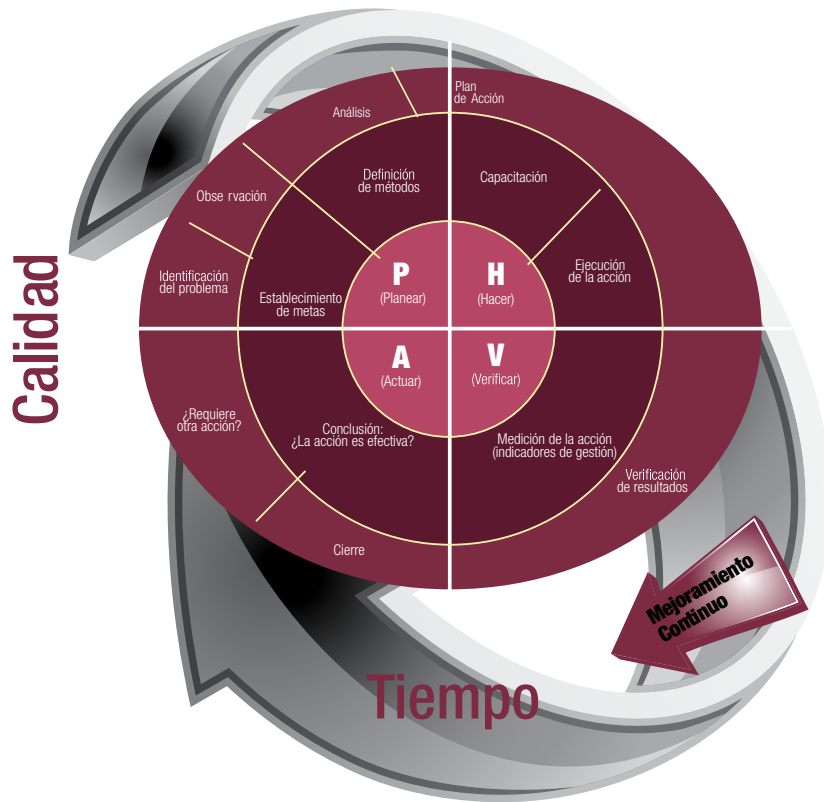 Calidad
Plan
de Acción
Análisis
Definición
de métodos
Capacitación
Obse rvación
Identificación
del problema
Establecimiento
de metas
P
(Planear)
H
(Hacer)
Ejecución
de la acción
A
(Actuar)
V
(Verificar)
¿Requiere
otra acción?
Conclusión:
¿La acción es efectiva?
Medición de la acción
(indicadores de gestión)
Verificación
de resultados
Cierre
Mejoramiento
Continuo
Tiempo